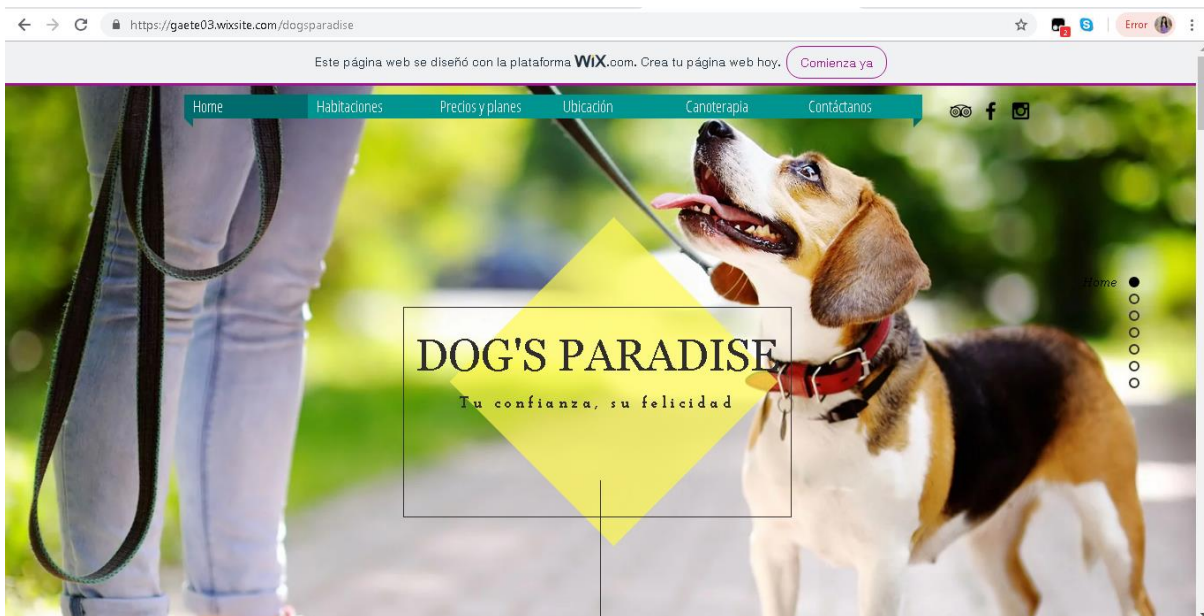 https://gaete03.wixsite.com/dogsparadise
2
S
Error
Este página web se diseñó con la plataforma WiX.com. Crea tu página web hoy. Comienza ya
Home Habitaciones Precios y planes Ubicación Canoterapia Contáctanos
f
Home
DOG'S PARADISE
Tu confianza, su felicidad